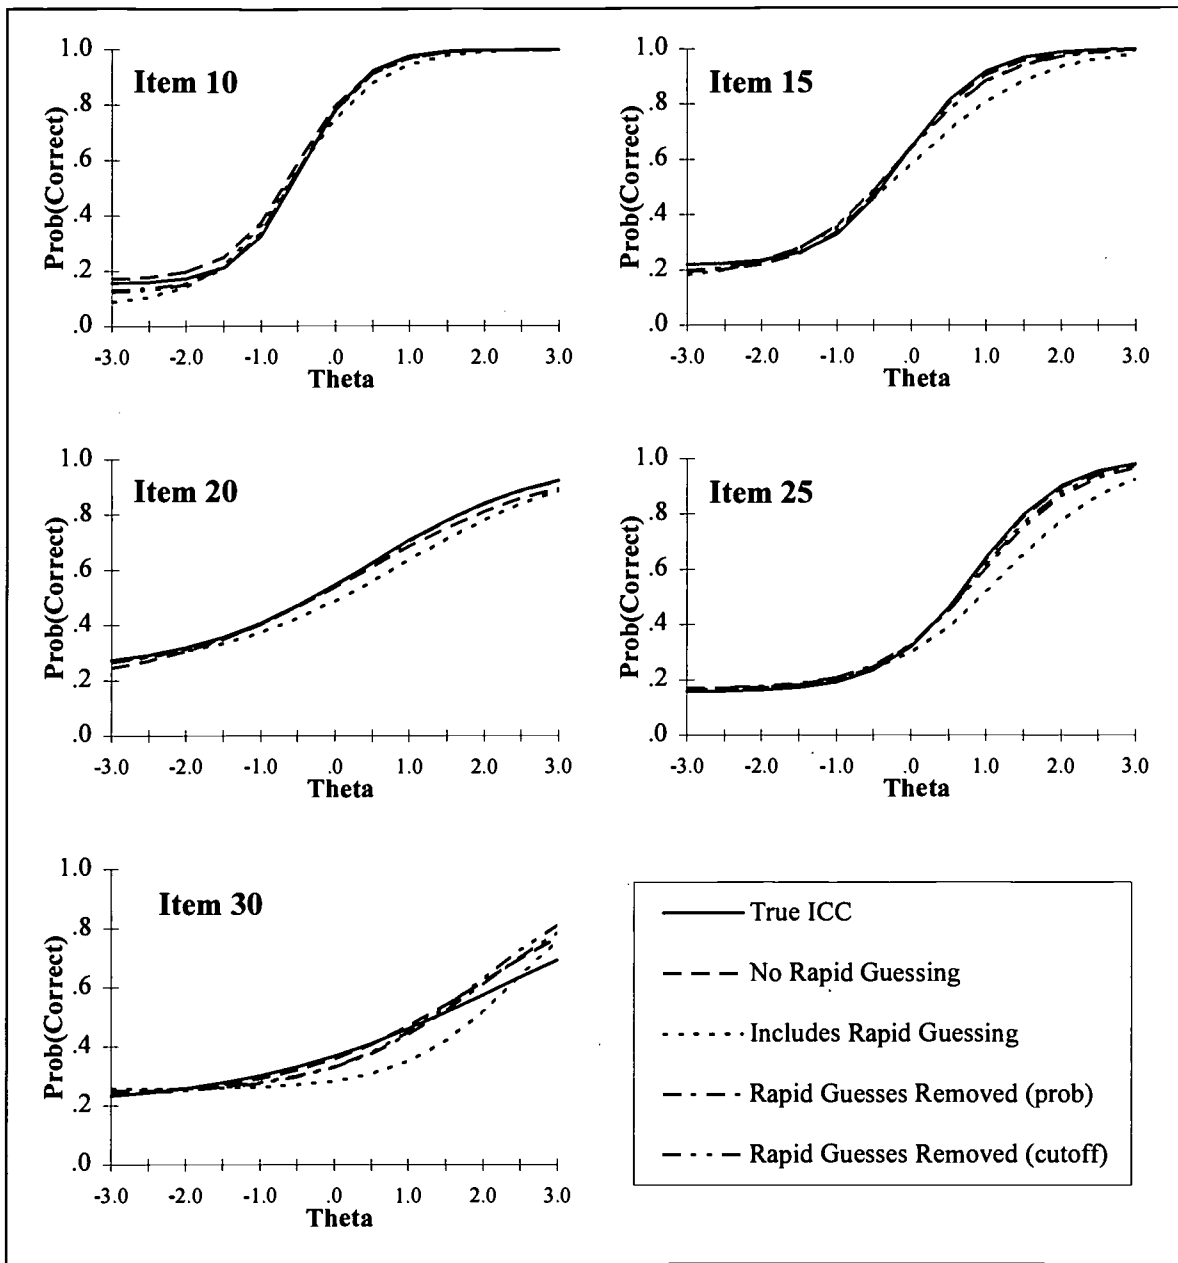 Item 10
Prob(Correct)
1.0
.8
.6
.4
.2
.0
-3.0 -2.0 -1.0 .0 1.0 2.0 3.0
Theta
Item 15
Prob(Correct)
1.0
.8
.6
.4
.2
.0
-3.0 -2.0 -1.0 .0 1.0 2.0 3.0
Theta
Item 20
Prob(Correct)
1.0
.8
.6
.4
.2
.0
-3.0 -2.0 -1.0 .0 1.0 2.0 3.0
Theta
Item 25
Prob(Correct)
1.0
.8
.6
.4
.2
.0
-3.0 -2.0 -1.0 .0 1.0 2.0 3.0
Theta
Item 30
Prob(Correct)
1.0
.8
.6
.4
.2
.0
-3.0 -2.0 -1.0 .0 1.0 2.0 3.0
Theta
True ICC
No Rapid Guessing
Includes Rapid Guessing
Rapid Guesses Removed (prob)
Rapid Guesses Removed (cutoff)